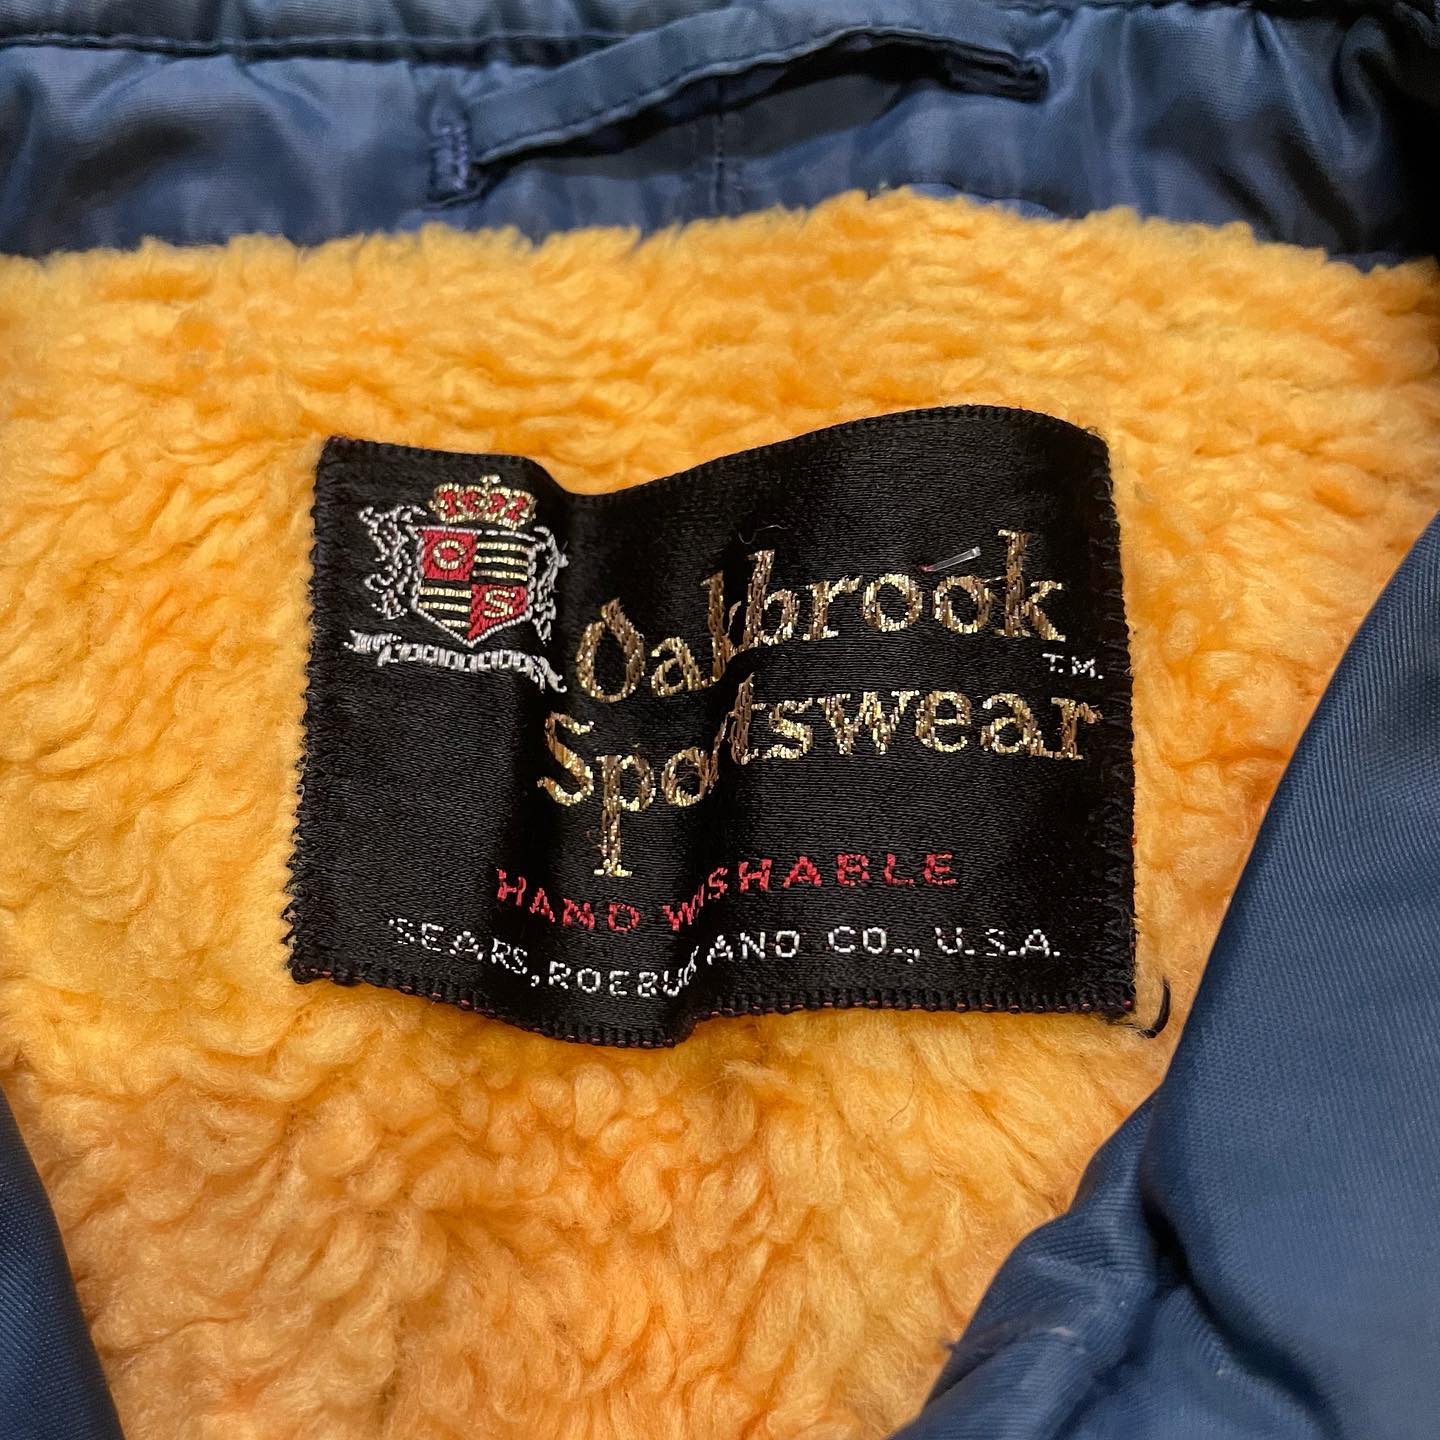 O
S
Oakbrook
T.M.
Sportswear
HAND WASHABLE
SEARS, ROEBUCK AND CO., U.S.A.